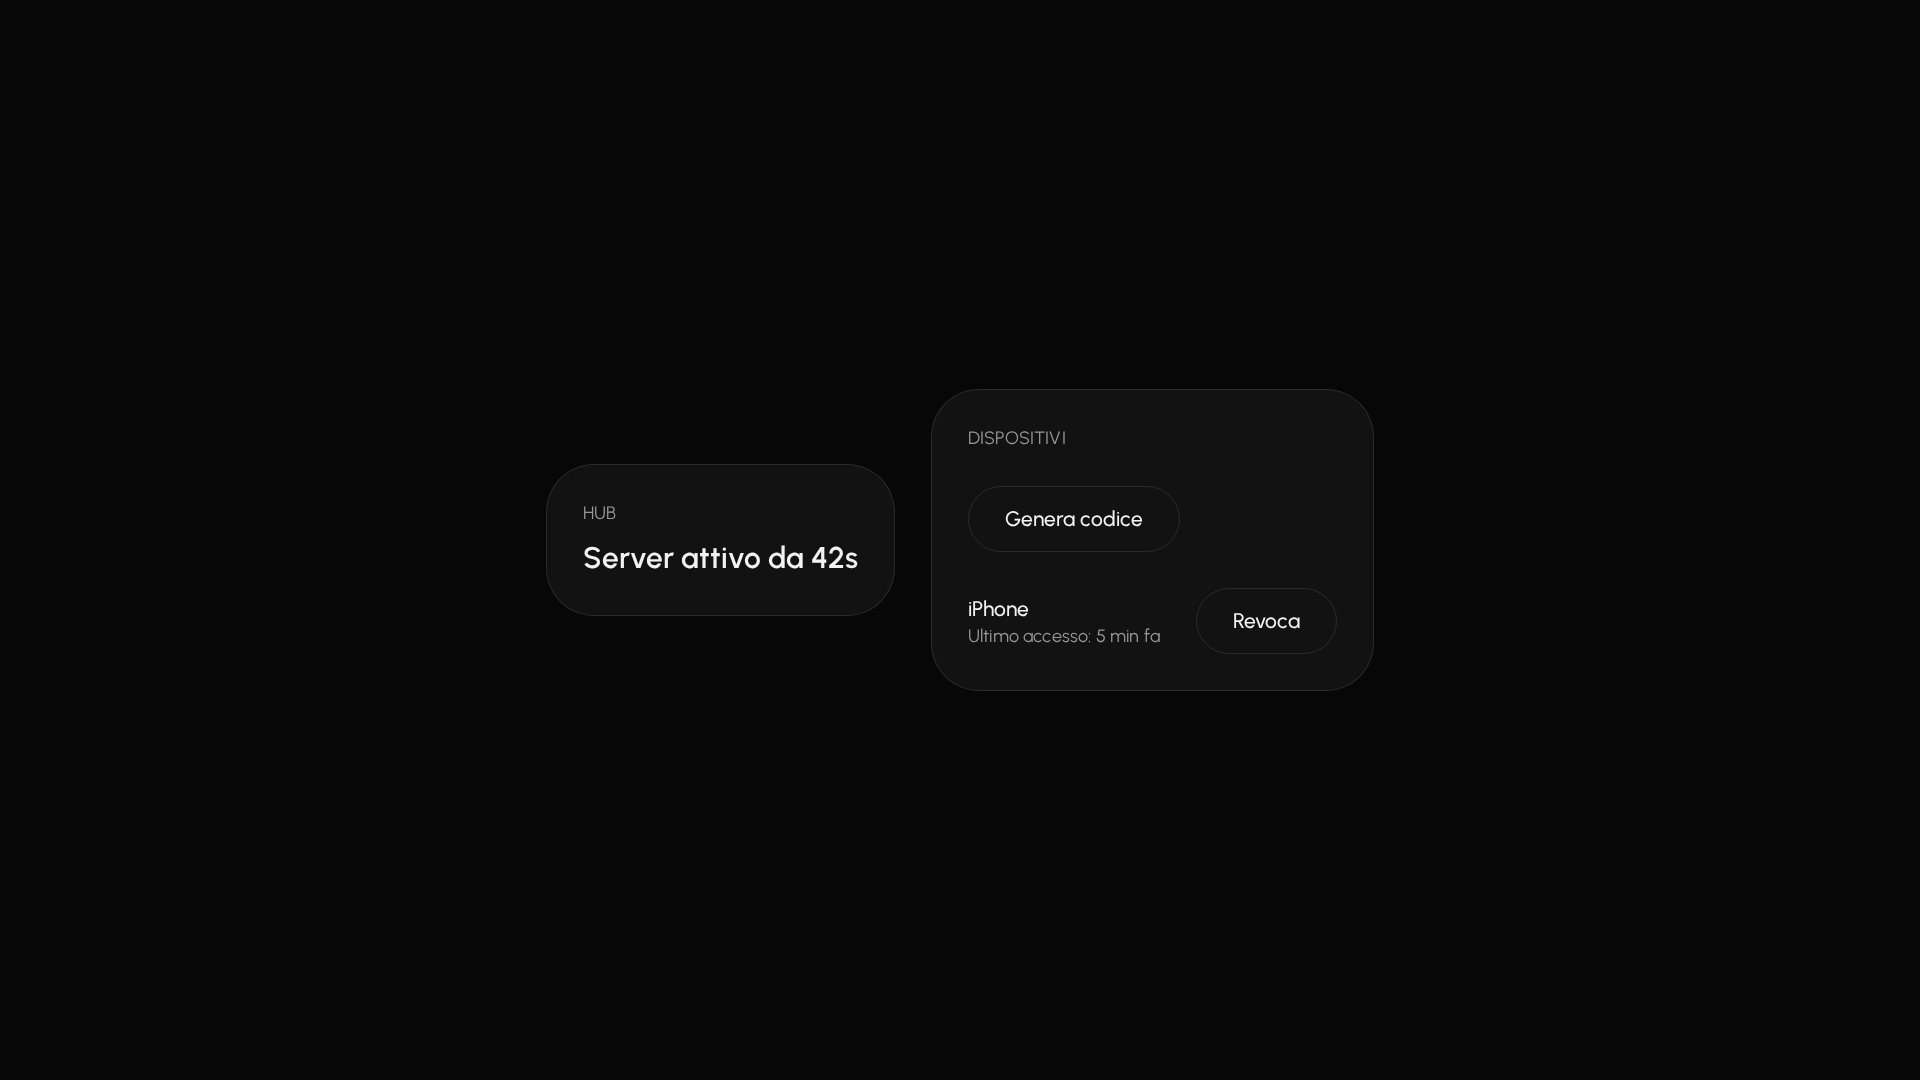 HUB
Server attivo da 42s
DISPOSITIVI
Genera codice
iPhone
Ultimo accesso: 5 min fa
Revoca